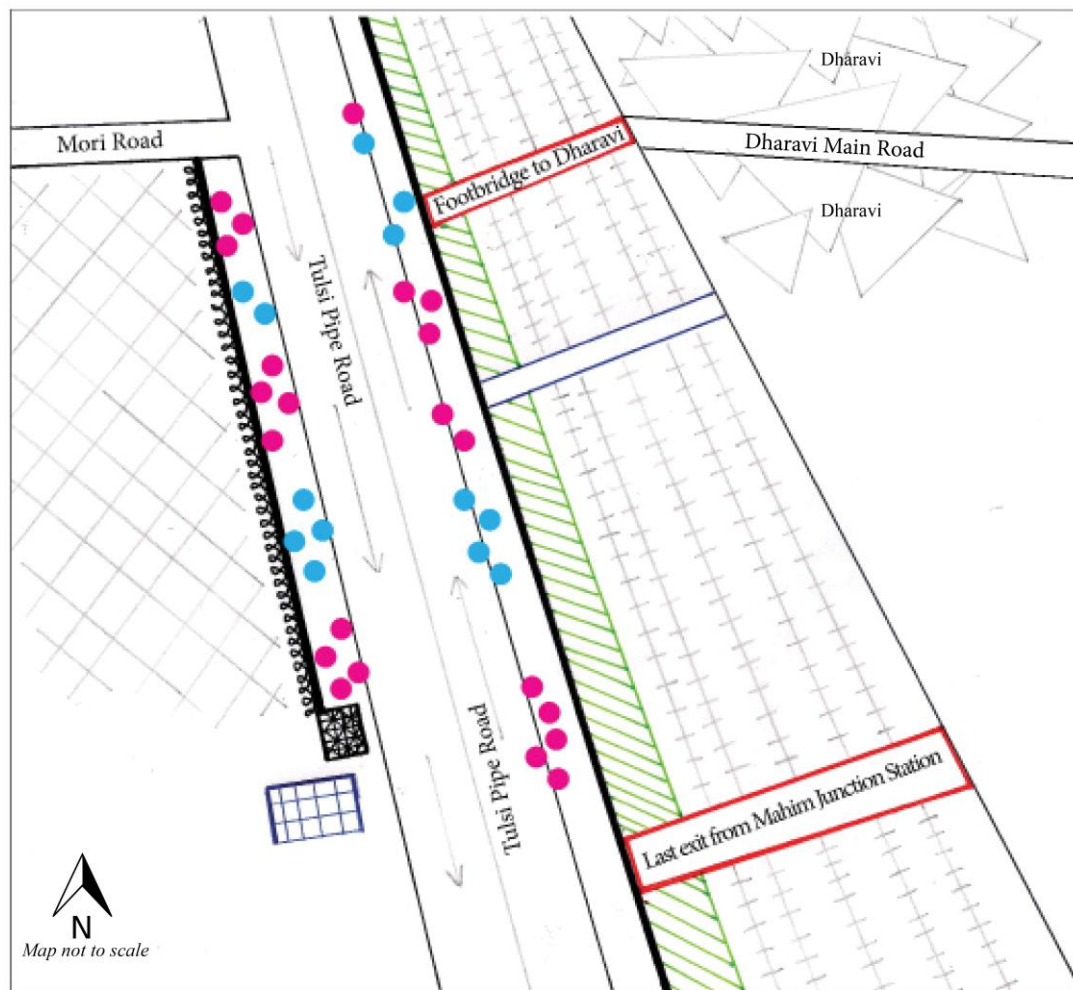 Dharavi
Mori Road
Footbridge to Dharavi
Dharavi Main Road
Dharavi
Tulsi Pipe Road
Tulsi Pipe Road
Last exit from Mahim Junction Station
N
Map not to scale